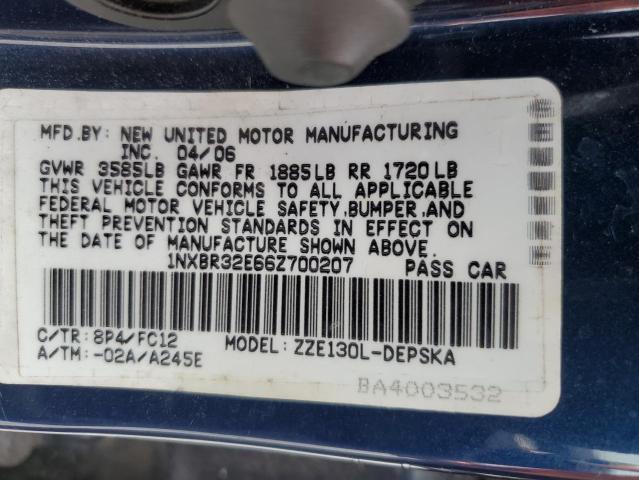 MFD.BY: NEW UNITED MOTOR MANUFACTURING
INC. 04/06
GVWR 3585LB GAWR FR 1885LB RR 1720LB
THIS VEHICLE CONFORMS TO ALL APPLICABLE
FEDERAL MOTOR VEHICLE SAFETY,BUMPER,AND
THEFT PREVENTION STANDARDS IN EFFECT ON
THE DATE OF MANUFACTURE SHOWN ABOVE.
1NXBR32E66Z700207 PASS CAR
C/TR: 8P4/FC12 MODEL: ZZE130L-DEPSKA
A/TM: -02A/A245E
BA4003532